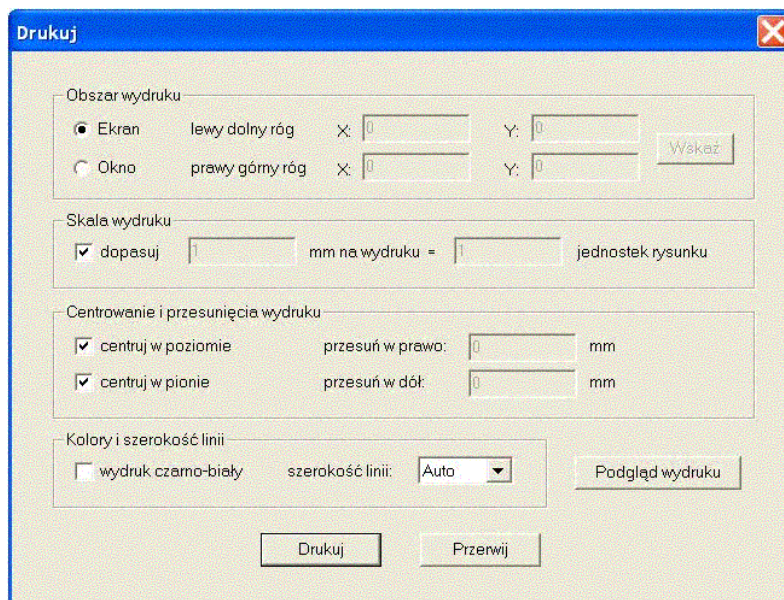 Drukuj
Obszar wydruku
Ekran lewy dolny róg X: 0 Y: 0
Wskaż
Okno prawy górny róg X: 0 Y: 0
Skala wydruku
dopasuj 1 mm na wydruku = 1 jednostek rysunku
Centrowanie i przesunięcia wydruku
centruj w poziomie przesuń w prawo: 0 mm
centruj w pionie przesuń w dół: 0 mm
Kolory i szerokość linii
wydruk czarno-biały szerokość linii: Auto Podgląd wydruku
Drukuj Przerwij